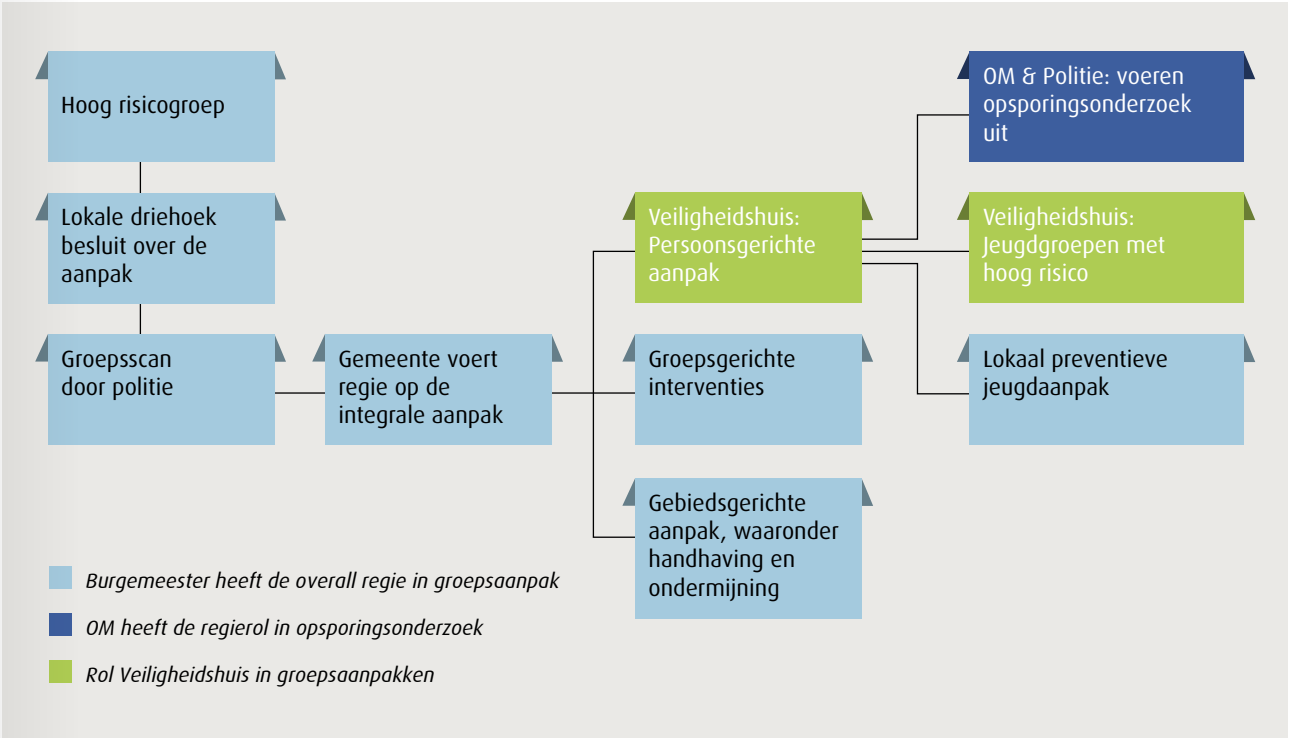 Hoog risicogroep
Lokale driehoek
besluit over de
aanpak
Groepsscan
door politie
Gemeente voert
regie op de
integrale aanpak
Veiligheidshuis:
Persoonsgerichte
aanpak
Groepsgerichte
interventies
Gebiedsgerichte
aanpak, waaronder
handhaving en
ondermijning
OM & Politie: voeren
opsporingsonderzoek
uit
Veiligheidshuis:
Jeugdgroepen met
hoog risico
Lokaal preventieve
jeugdaanpak
Burgemeester heeft de overall regie in groepsaanpak
OM heeft de regierol in opsporingsonderzoek
Rol Veiligheidshuis in groepsaanpakken